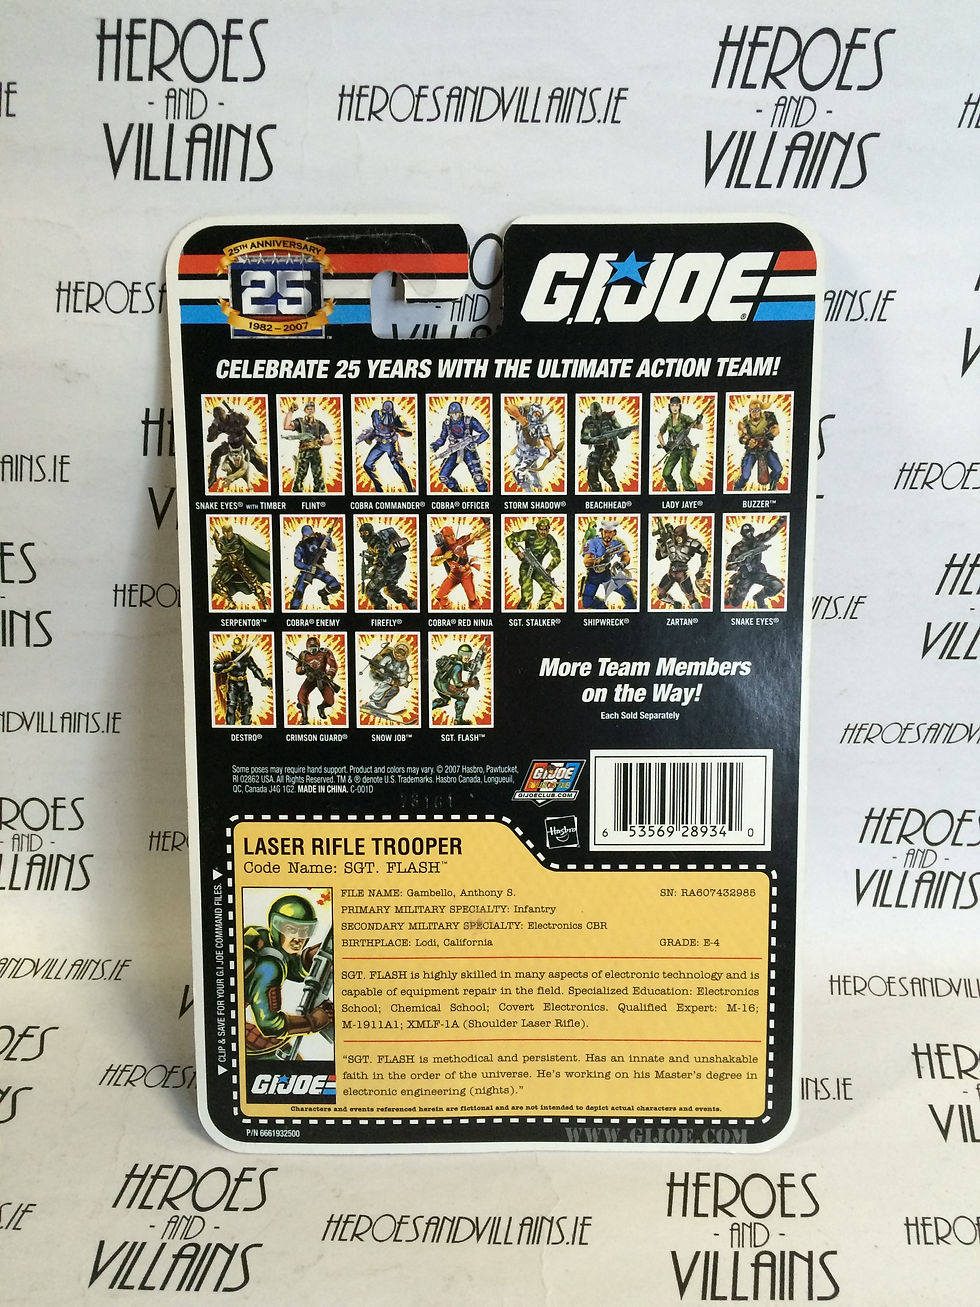 HEROES
- AND -
VILLAINS
HEROESANDVILLAINS.IE
HEROES
- AND -
VILLAINS
25TH ANNIVERSARY
25
1982 - 2007
G.I.JOE®
CELEBRATE 25 YEARS WITH THE ULTIMATE ACTION TEAM!
SNAKE EYES® WITH TIMBER FLINT® COBRA COMMANDER® COBRA® OFFICER STORM SHADOW® BEACHHEAD® LADY JAYE® BUZZER™
SERPENTOR™ COBRA® ENEMY FIREFLY® COBRA® RED NINJA SGT. STALKER® SHIPWRECK® ZARTAN® SNAKE EYES®
DESTRO® CRIMSON GUARD® SNOW JOB™ SGT. FLASH™
More Team Members
on the Way!
Each Sold Separately
Some poses may require hand support. Product and colors may vary. © 2007 Hasbro, Pawtucket,
RI 02862 USA. All Rights Reserved. TM & ® denote U.S. Trademarks. Hasbro Canada, Longueuil,
QC, Canada J4G 1G2. MADE IN CHINA. C-001D
GI JOE
GIJOECLUB.COM
Hasbro
6 53569 28934 0
LASER RIFLE TROOPER
Code Name: SGT. FLASH™
FILE NAME: Gambello, Anthony S. SN: RA607432985
PRIMARY MILITARY SPECIALTY: Infantry
SECONDARY MILITARY SPECIALTY: Electronics CBR
BIRTHPLACE: Lodi, California GRADE: E-4
SGT. FLASH is highly skilled in many aspects of electronic technology and is
capable of equipment repair in the field. Specialized Education: Electronics
School; Chemical School; Covert Electronics. Qualified Expert: M-16;
M-1911A1; XMLF-1A (Shoulder Laser Rifle).
"SGT. FLASH is methodical and persistent. Has an innate and unshakable
faith in the order of the universe. He's working on his Master's degree in
electronic engineering (nights)."
G.I.JOE
Characters and events referenced herein are fictional and are not intended to depict actual characters and events.
▼ CLIP & SAVE FOR YOUR G.I JOE COMMAND FILES. ▼
P/N 6661932500
WWW.GIJOE.COM
HEROES
- AND -
VILLAINS
HEROESANDVILLAINS.IE
HEROES
- AND -
VILLAINS